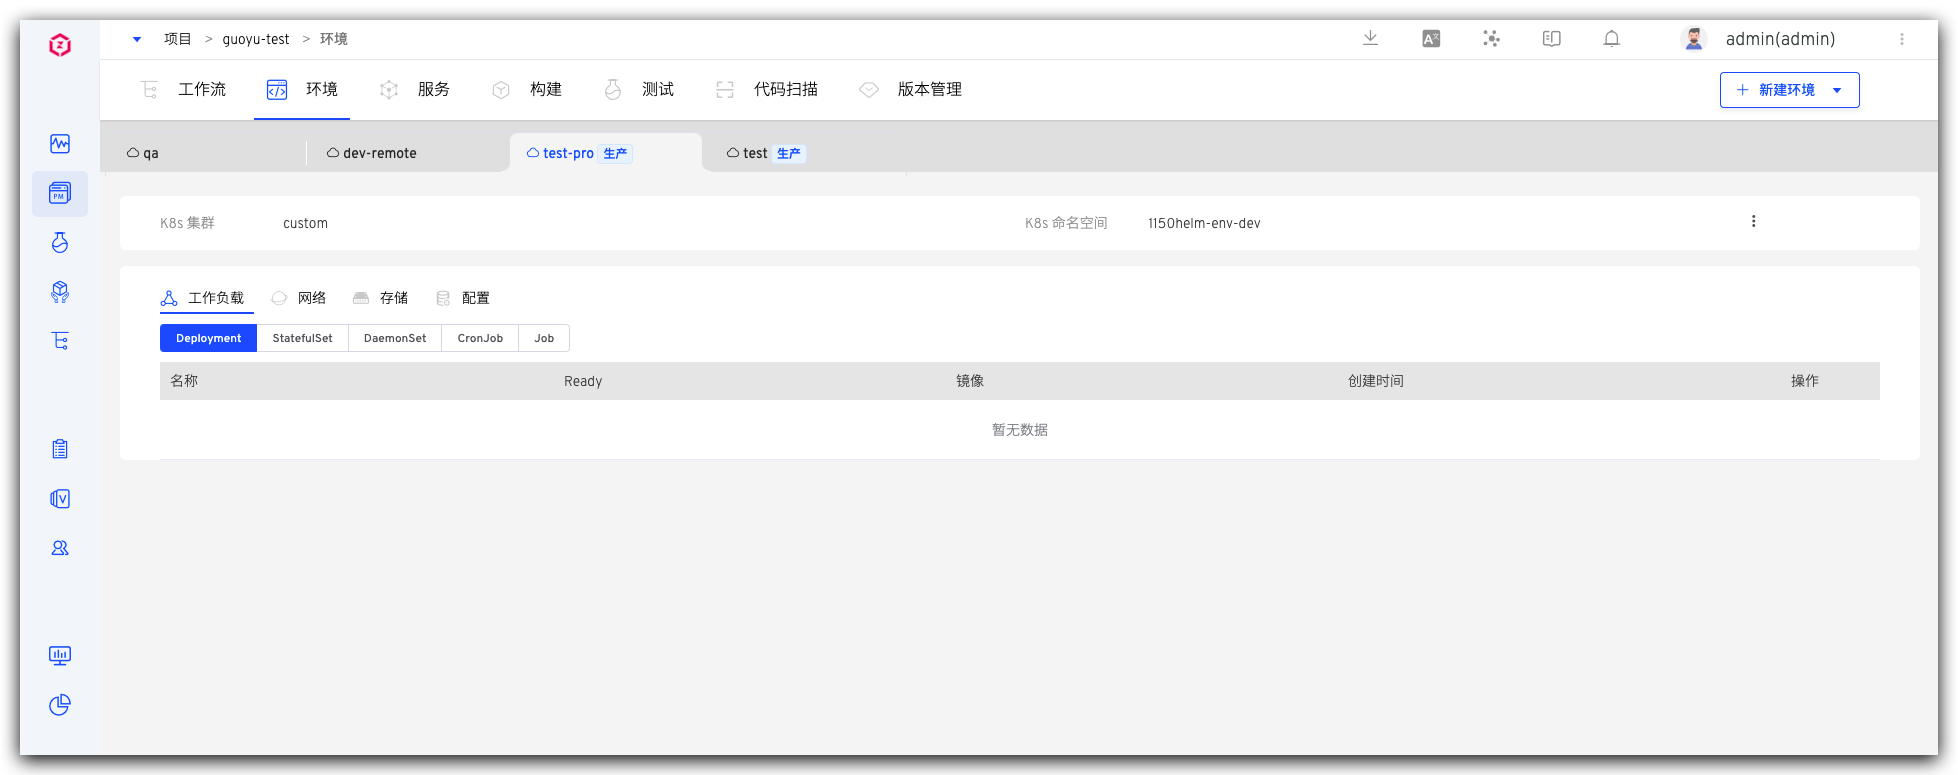 项目 > guoyu-test > 环境
admin(admin)
工作流 环境 服务 构建 测试 代码扫描 版本管理
+ 新建环境
qa dev-remote test-pro 生产 test 生产
K8s 集群 custom K8s 命名空间 1150helm-env-dev
工作负载 网络 存储 配置
Deployment StatefulSet DaemonSet CronJob Job
名称 Ready 镜像 创建时间 操作
暂无数据